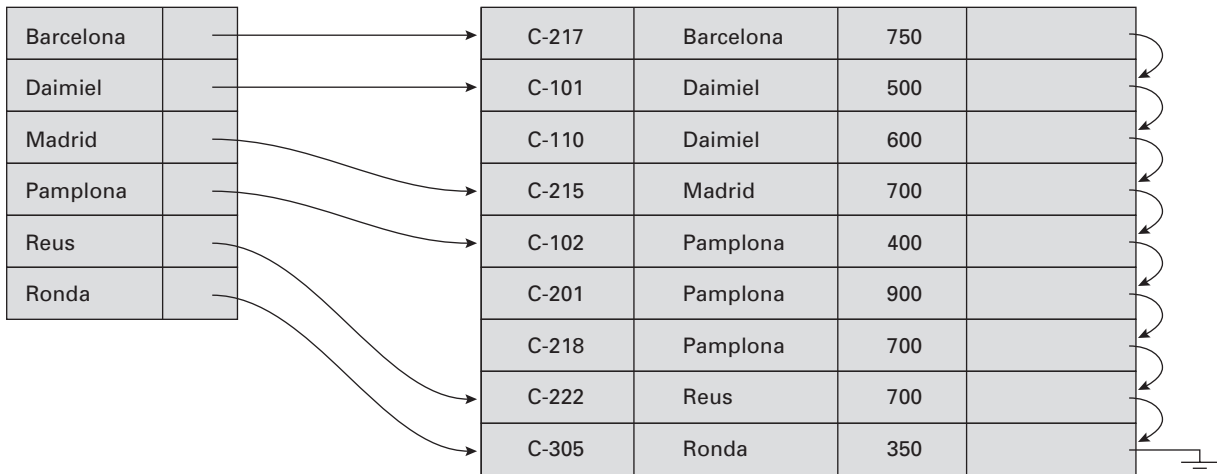 Barcelona
Daimiel
Madrid
Pamplona
Reus
Ronda
C-217 Barcelona 750
C-101 Daimiel 500
C-110 Daimiel 600
C-215 Madrid 700
C-102 Pamplona 400
C-201 Pamplona 900
C-218 Pamplona 700
C-222 Reus 700
C-305 Ronda 350